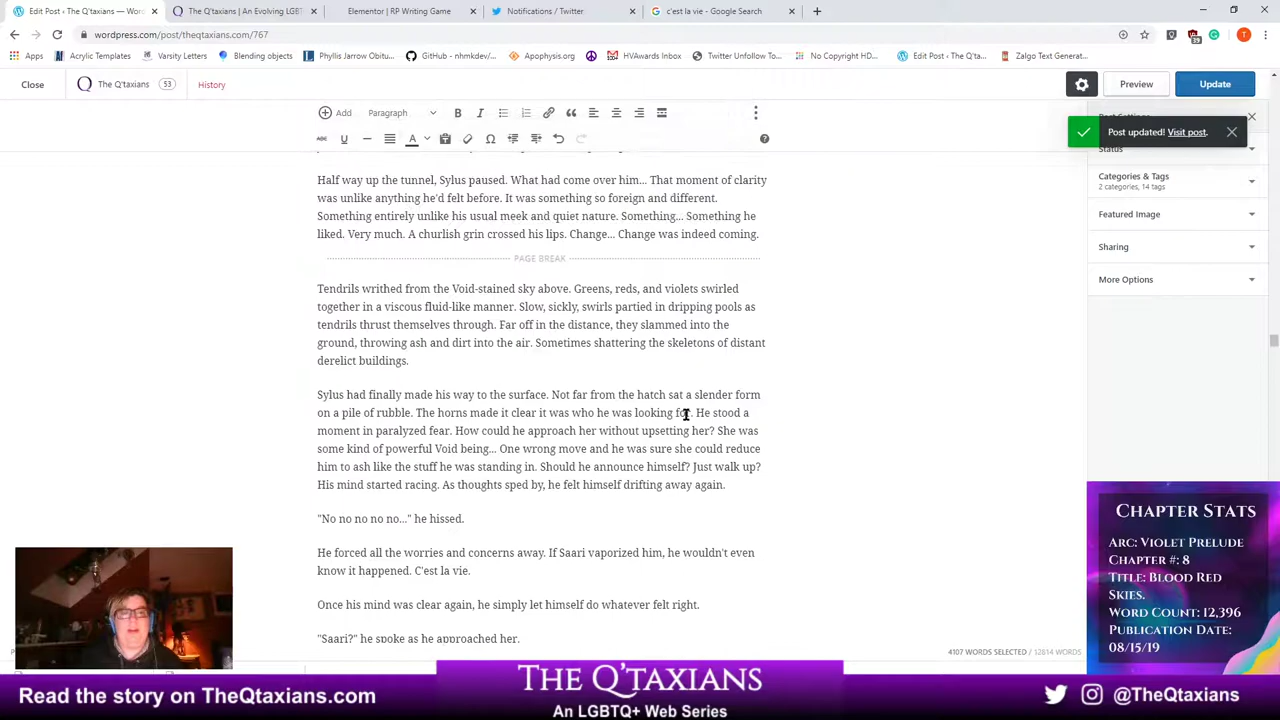 Edit Post ‹ The Q'taxians — Wor
The Q'taxians | An Evolving LGBT
Elementor | RP Writing Game
Notifications / Twitter
c'est la vie - Google Search
wordpress.com/post/theqtaxians.com/767
Apps
Acrylic Templates
Varsity Letters
Blending objects
Phyllis Jarrow Obitu...
GitHub - nhmkdev/...
Apophysis.org
HVAwards Inbox
Twitter Unfollow To...
No Copyright HD...
Edit Post ‹ The Q'ta...
Zalgo Text Generat...
Close
The Q'taxians 53
History
Preview
Update
Add
Paragraph
Post Settings
Post updated! Visit post.
Status
Categories & Tags
2 categories, 14 tags
Featured Image
Sharing
More Options
Half way up the tunnel, Sylus paused. What had come over him... That moment of clarity
was unlike anything he'd felt before. It was something so foreign and different.
Something entirely unlike his usual meek and quiet nature. Something... Something he
liked. Very much. A churlish grin crossed his lips. Change... Change was indeed coming.
PAGE BREAK
Tendrils writhed from the Void-stained sky above. Greens, reds, and violets swirled
together in a viscous fluid-like manner. Slow, sickly, swirls partied in dripping pools as
tendrils thrust themselves through. Far off in the distance, they slammed into the
ground, throwing ash and dirt into the air. Sometimes shattering the skeletons of distant
derelict buildings.
Sylus had finally made his way to the surface. Not far from the hatch sat a slender form
on a pile of rubble. The horns made it clear it was who he was looking for. He stood a
moment in paralyzed fear. How could he approach her without upsetting her? She was
some kind of powerful Void being... One wrong move and he was sure she could reduce
him to ash like the stuff he was standing in. Should he announce himself? Just walk up?
His mind started racing. As thoughts sped by, he felt himself drifting away again.
"No no no no no..." he hissed.
He forced all the worries and concerns away. If Saari vaporized him, he wouldn't even
know it happened. C'est la vie.
Once his mind was clear again, he simply let himself do whatever felt right.
"Saari?" he spoke as he approached her.
4107 WORDS SELECTED / 12814 WORDS
Chapter Stats
Arc: Violet Prelude
Chapter #: 8
Title: Blood Red
Skies.
Word Count: 12,396
Publication Date:
08/15/19
Read the story on TheQtaxians.com
The Q'taxians
An LGBTQ+ Web Series
@TheQtaxians